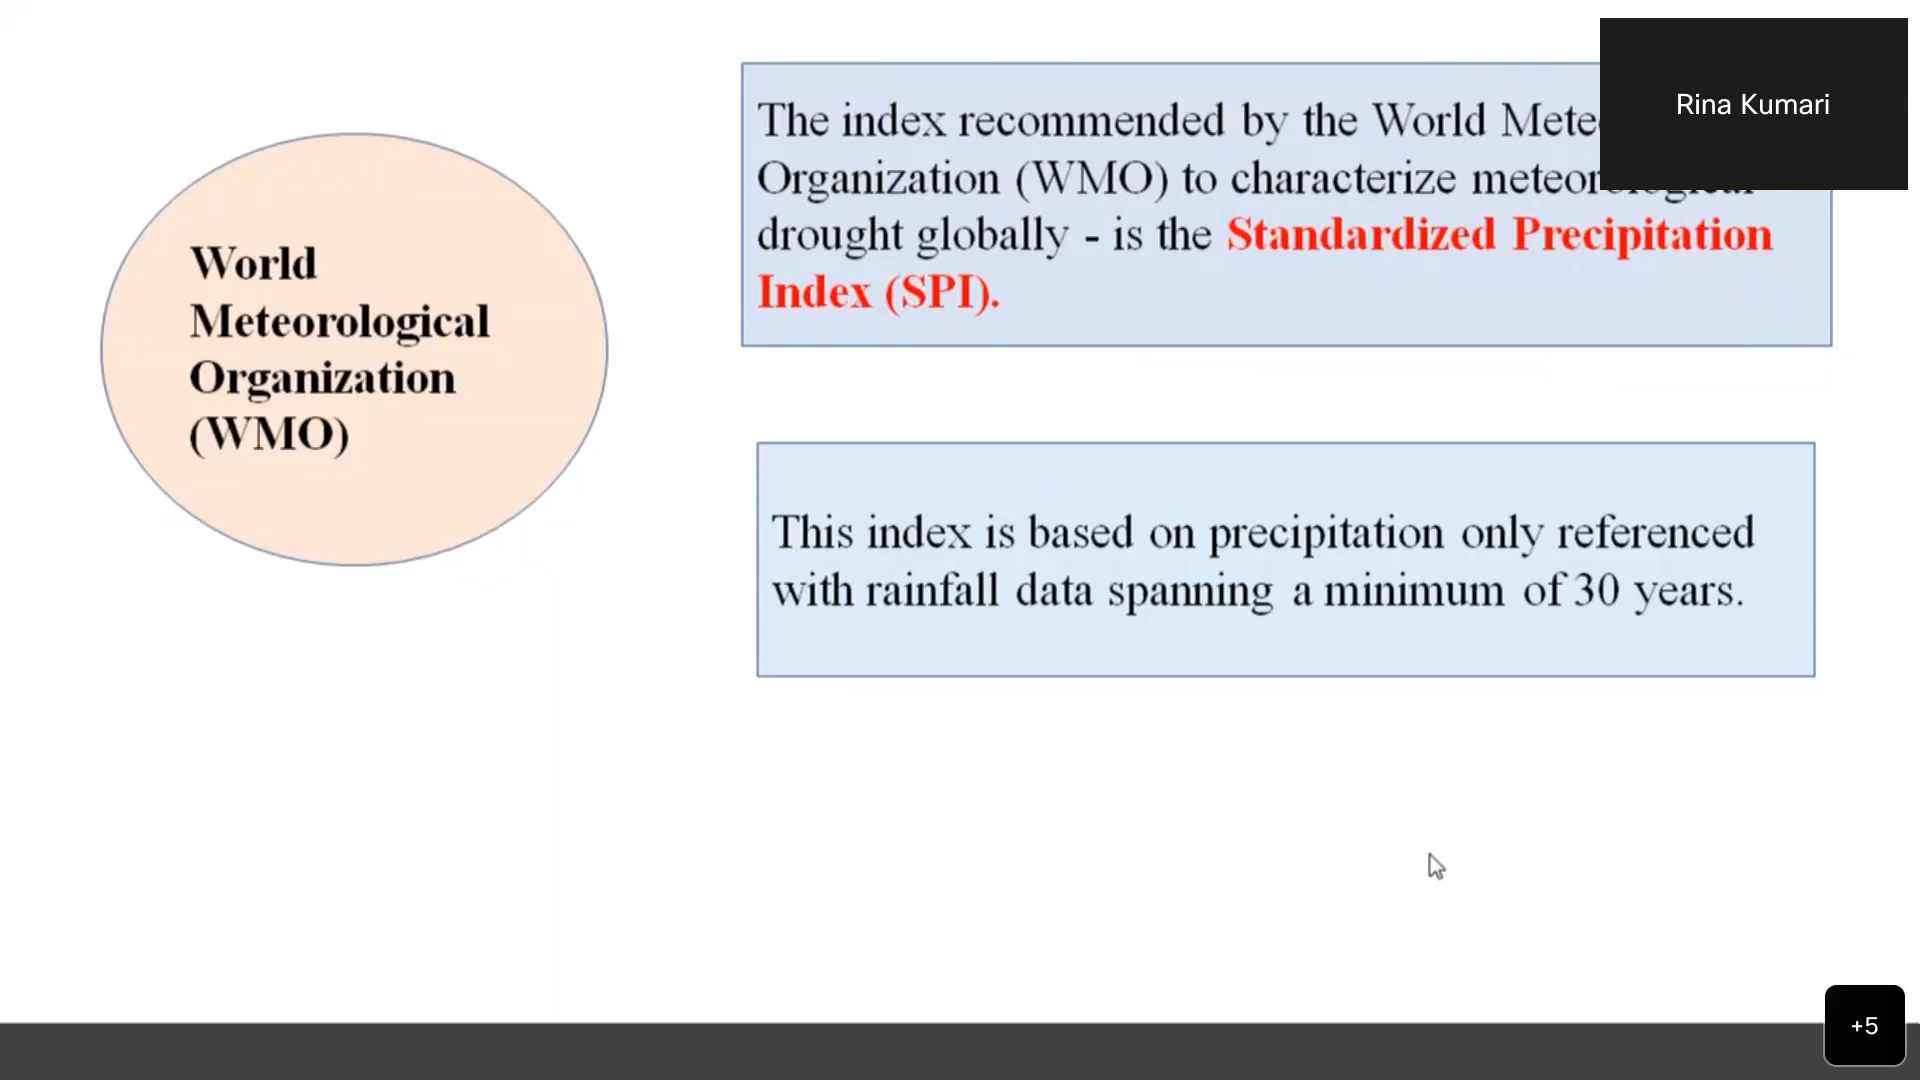 World
Meteorological
Organization
(WMO)
The index recommended by the World
Organization (WMO) to characterize meteorological
drought globally - is the Standardized Precipitation
Index (SPI).
This index is based on precipitation only referenced
with rainfall data spanning a minimum of 30 years.
Rina Kumari
+5